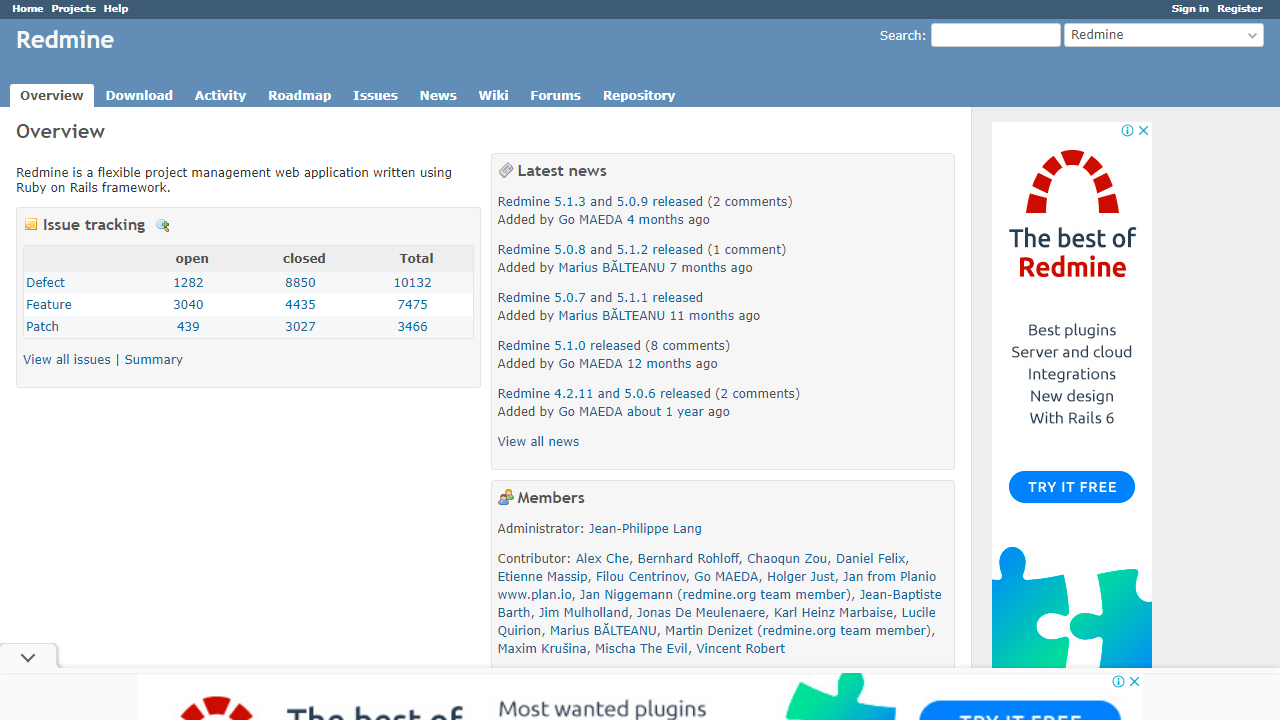 Home Projects Help Sign in Register
Redmine Search: Redmine
Overview Download Activity Roadmap Issues News Wiki Forums Repository
Overview
Redmine is a flexible project management web application written using
Ruby on Rails framework.
Issue tracking
open closed Total
Defect 1282 8850 10132
Feature 3040 4435 7475
Patch 439 3027 3466
View all issues | Summary
Latest news
Redmine 5.1.3 and 5.0.9 released (2 comments)
Added by Go MAEDA 4 months ago
Redmine 5.0.8 and 5.1.2 released (1 comment)
Added by Marius BĂLTEANU 7 months ago
Redmine 5.0.7 and 5.1.1 released
Added by Marius BĂLTEANU 11 months ago
Redmine 5.1.0 released (8 comments)
Added by Go MAEDA 12 months ago
Redmine 4.2.11 and 5.0.6 released (2 comments)
Added by Go MAEDA about 1 year ago
View all news
Members
Administrator: Jean-Philippe Lang
Contributor: Alex Che, Bernhard Rohloff, Chaoqun Zou, Daniel Felix,
Etienne Massip, Filou Centrinov, Go MAEDA, Holger Just, Jan from Planio
www.plan.io, Jan Niggemann (redmine.org team member), Jean-Baptiste
Barth, Jim Mulholland, Jonas De Meulenaere, Karl Heinz Marbaise, Lucile
Quirion, Marius BĂLTEANU, Martin Denizet (redmine.org team member),
Maxim Krušina, Mischa The Evil, Vincent Robert
The best of
Redmine
Best plugins
Server and cloud
Integrations
New design
With Rails 6
TRY IT FREE
The best of
Most wanted plugins
TRY IT FREE